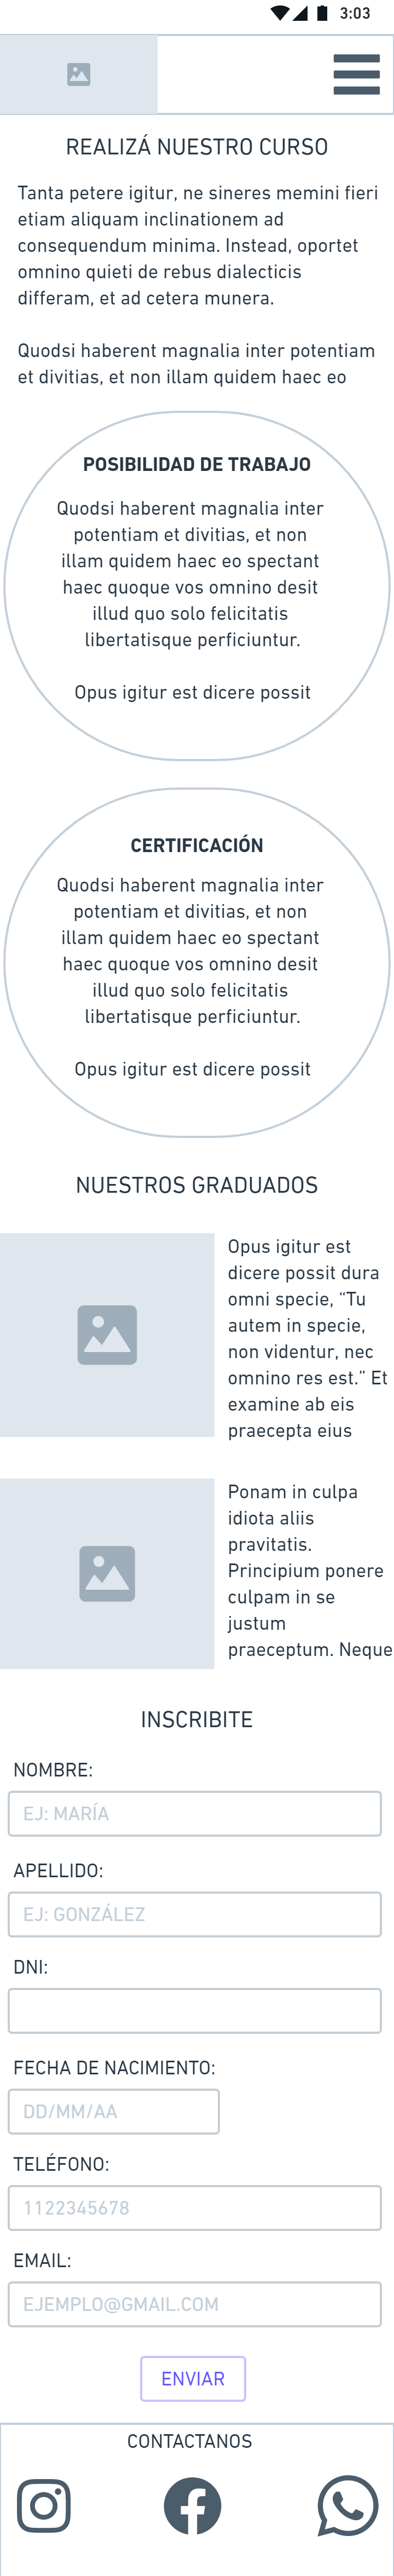 3:03
REALIZÁ NUESTRO CURSO
Tanta petere igitur, ne sineres memini fieri
etiam aliquam inclinationem ad
consequendum minima. Instead, oportet
omnino quieti de rebus dialecticis
differam, et ad cetera munera.
Quodsi haberent magnalia inter potentiam
et divitias, et non illam quidem haec eo
POSIBILIDAD DE TRABAJO
Quodsi haberent magnalia inter
potentiam et divitias, et non
illam quidem haec eo spectant
haec quoque vos omnino desit
illud quo solo felicitatis
libertatisque perficiuntur.
Opus igitur est dicere possit
CERTIFICACIÓN
Quodsi haberent magnalia inter
potentiam et divitias, et non
illam quidem haec eo spectant
haec quoque vos omnino desit
illud quo solo felicitatis
libertatisque perficiuntur.
Opus igitur est dicere possit
NUESTROS GRADUADOS
Opus igitur est
dicere possit dura
omni specie, “Tu
autem in specie,
non videntur, nec
omnino res est.” Et
examine ab eis
praecepta eius
Ponam in culpa
idiota aliis
pravitatis.
Principium ponere
culpam in se
justum
praeceptum. Neque
INSCRIBITE
NOMBRE:
EJ: MARÍA
APELLIDO:
EJ: GONZÁLEZ
DNI:
FECHA DE NACIMIENTO:
DD/MM/AA
TELÉFONO:
1122345678
EMAIL:
EJEMPLO@GMAIL.COM
ENVIAR
CONTACTANOS